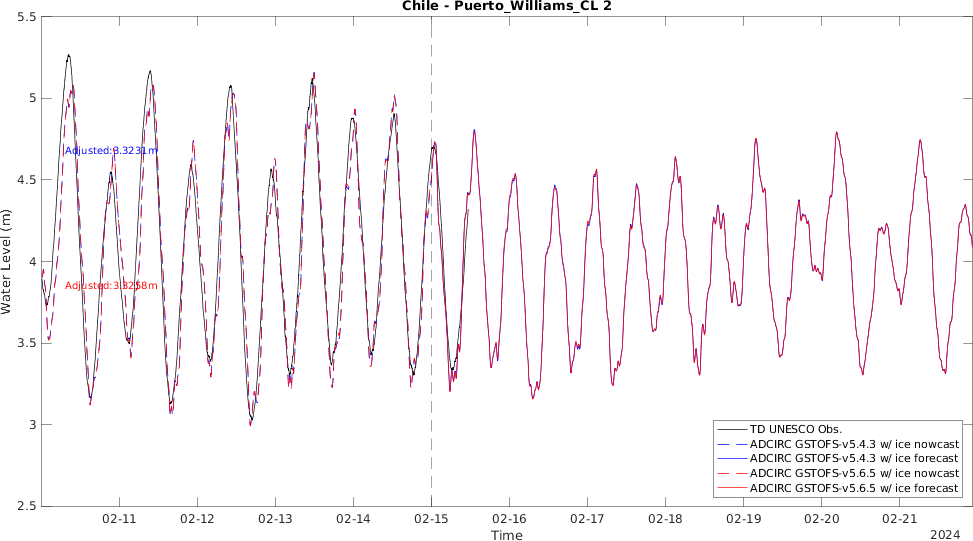 Chile - Puerto_Williams_CL 2
5.5
5
4.5
4
3.5
3
2.5
Water Level (m)
Adjusted:3.3231m
Adjusted:3.3258m
TD UNESCO Obs.
ADCIRC GSTOFS-v5.4.3 w/ ice nowcast
ADCIRC GSTOFS-v5.4.3 w/ ice forecast
ADCIRC GSTOFS-v5.6.5 w/ ice nowcast
ADCIRC GSTOFS-v5.6.5 w/ ice forecast
02-11 02-12 02-13 02-14 02-15 02-16 02-17 02-18 02-19 02-20 02-21
Time
2024